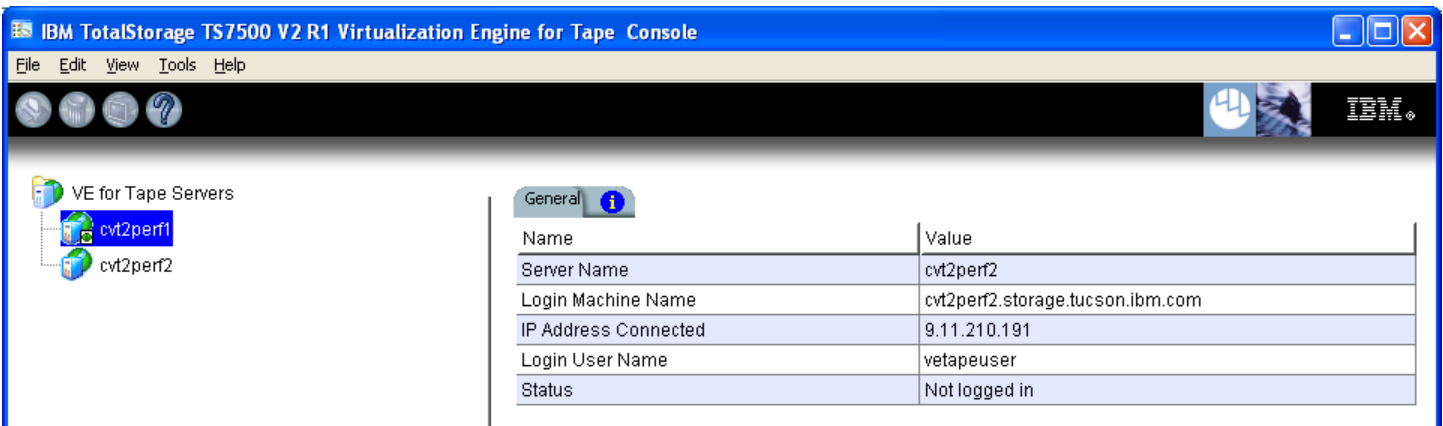 IBM TotalStorage TS7500 V2 R1 Virtualization Engine for Tape Console
File Edit View Tools Help
IBM®
VE for Tape Servers
cvt2perf1
cvt2perf2
General
Name Value
Server Name cvt2perf2
Login Machine Name cvt2perf2.storage.tucson.ibm.com
IP Address Connected 9.11.210.191
Login User Name vetapeuser
Status Not logged in